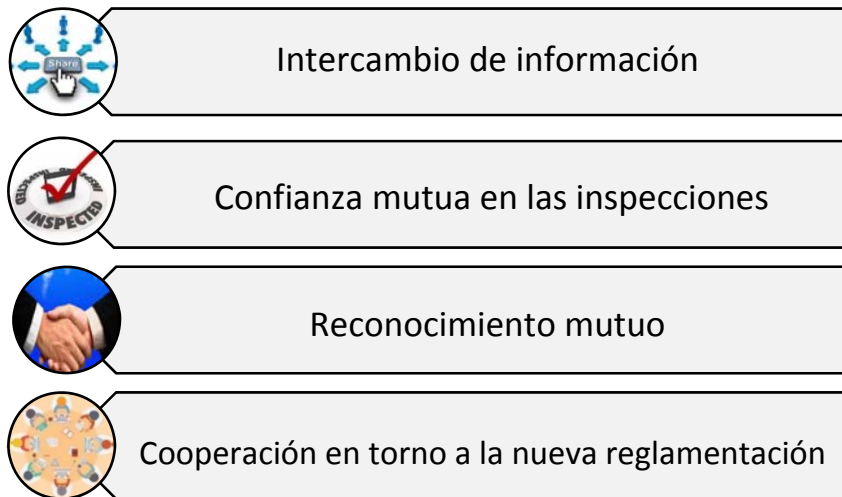 Share
Intercambio de información
INSPECTED
Confianza mutua en las inspecciones
Reconocimiento mutuo
Cooperación en torno a la nueva reglamentación